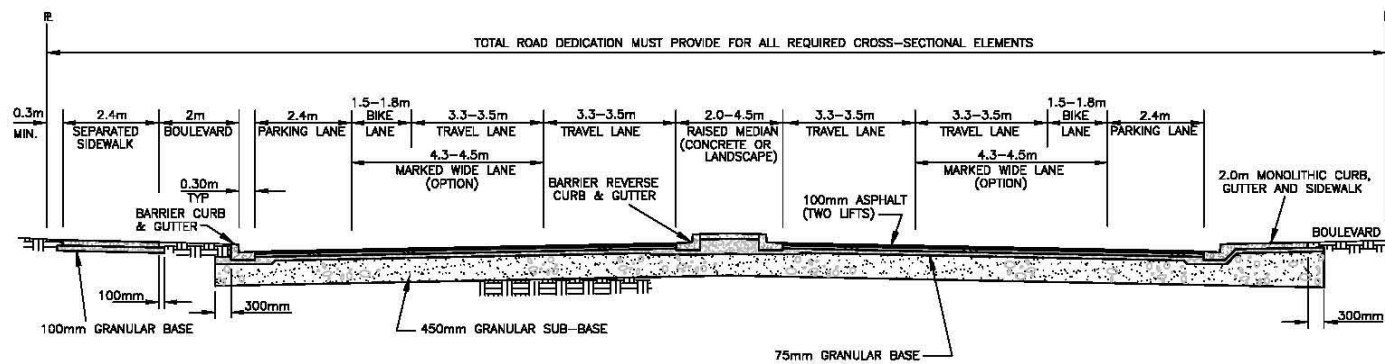 ℄
TOTAL ROAD DEDICATION MUST PROVIDE FOR ALL REQUIRED CROSS-SECTIONAL ELEMENTS
0.3m
MIN.
2.4m
SEPARATED
SIDEWALK
2m
BOULEVARD
2.4m
PARKING LANE
1.5-1.8m
BIKE
LANE
3.3-3.5m
TRAVEL LANE
3.3-3.5m
TRAVEL LANE
2.0-4.5m
RAISED MEDIAN
(CONCRETE OR
LANDSCAPE)
3.3-3.5m
TRAVEL LANE
3.3-3.5m
TRAVEL LANE
1.5-1.8m
BIKE
LANE
2.4m
PARKING LANE
4.3-4.5m
MARKED WIDE LANE
(OPTION)
4.3-4.5m
MARKED WIDE LANE
(OPTION)
0.30m
TYP
BARRIER CURB
& GUTTER
BARRIER REVERSE
CURB & GUTTER
100mm ASPHALT
(TWO LIFTS)
2.0m MONOLITHIC CURB,
GUTTER AND SIDEWALK
BOULEVARD
100mm
300mm
300mm
100mm GRANULAR BASE
450mm GRANULAR SUB-BASE
75mm GRANULAR BASE